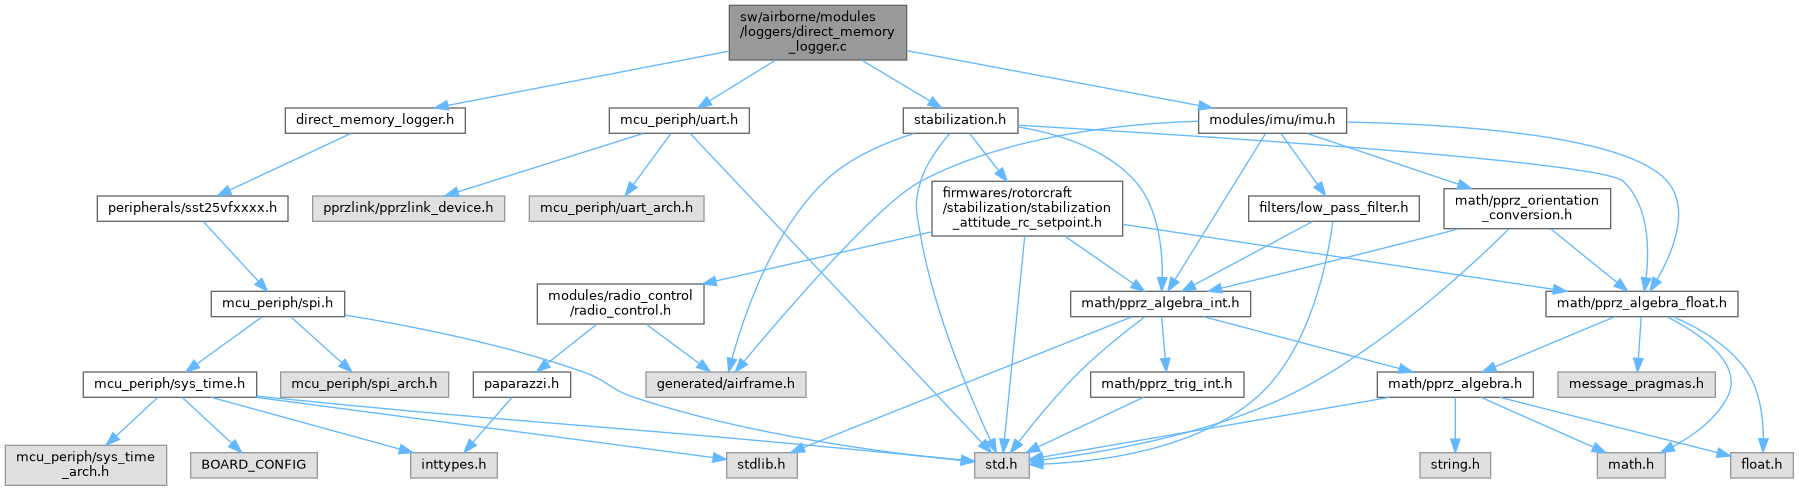 sw/airborne/modules
/loggers/direct_memory
_logger.c
direct_memory_logger.h
mcu_periph/uart.h
stabilization.h
modules/imu/imu.h
peripherals/sst25vfxxxx.h
pprzlink/pprzlink_device.h
mcu_periph/uart_arch.h
firmwares/rotorcraft
/stabilization/stabilization
_attitude_rc_setpoint.h
filters/low_pass_filter.h
math/pprz_orientation
_conversion.h
mcu_periph/spi.h
modules/radio_control
/radio_control.h
math/pprz_algebra_int.h
math/pprz_algebra_float.h
mcu_periph/sys_time.h
mcu_periph/spi_arch.h
paparazzi.h
generated/airframe.h
math/pprz_trig_int.h
math/pprz_algebra.h
message_pragmas.h
mcu_periph/sys_time
_arch.h
BOARD_CONFIG
inttypes.h
stdlib.h
std.h
string.h
math.h
float.h